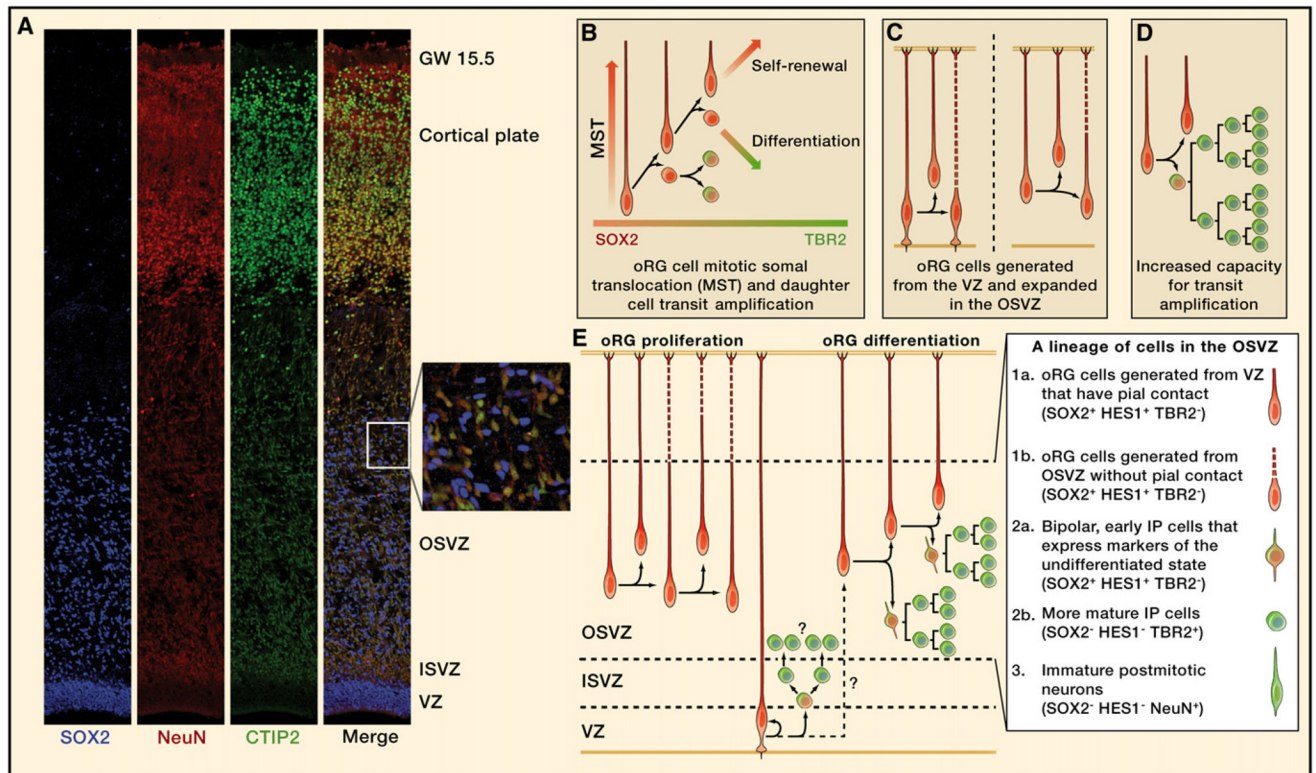 A
GW 15.5
Cortical plate
OSVZ
ISVZ
VZ
SOX2
NeuN
CTIP2
Merge
B
MST
Self-renewal
Differentiation
SOX2
TBR2
oRG cell mitotic somal
translocation (MST) and daughter
cell transit amplification
C
oRG cells generated
from the VZ and expanded
in the OSVZ
D
Increased capacity
for transit
amplification
E
oRG proliferation
oRG differentiation
OSVZ
ISVZ
VZ
?
?
A lineage of cells in the OSVZ
1a. oRG cells generated from VZ
that have pial contact
(SOX2⁺ HES1⁺ TBR2⁻)
1b. oRG cells generated from
OSVZ without pial contact
(SOX2⁺ HES1⁺ TBR2⁻)
2a. Bipolar, early IP cells that
express markers of the
undifferentiated state
(SOX2⁺ HES1⁺ TBR2⁻)
2b. More mature IP cells
(SOX2⁻ HES1⁻ TBR2⁺)
3. Immature postmitotic
neurons
(SOX2⁻ HES1⁻ NeuN⁺)